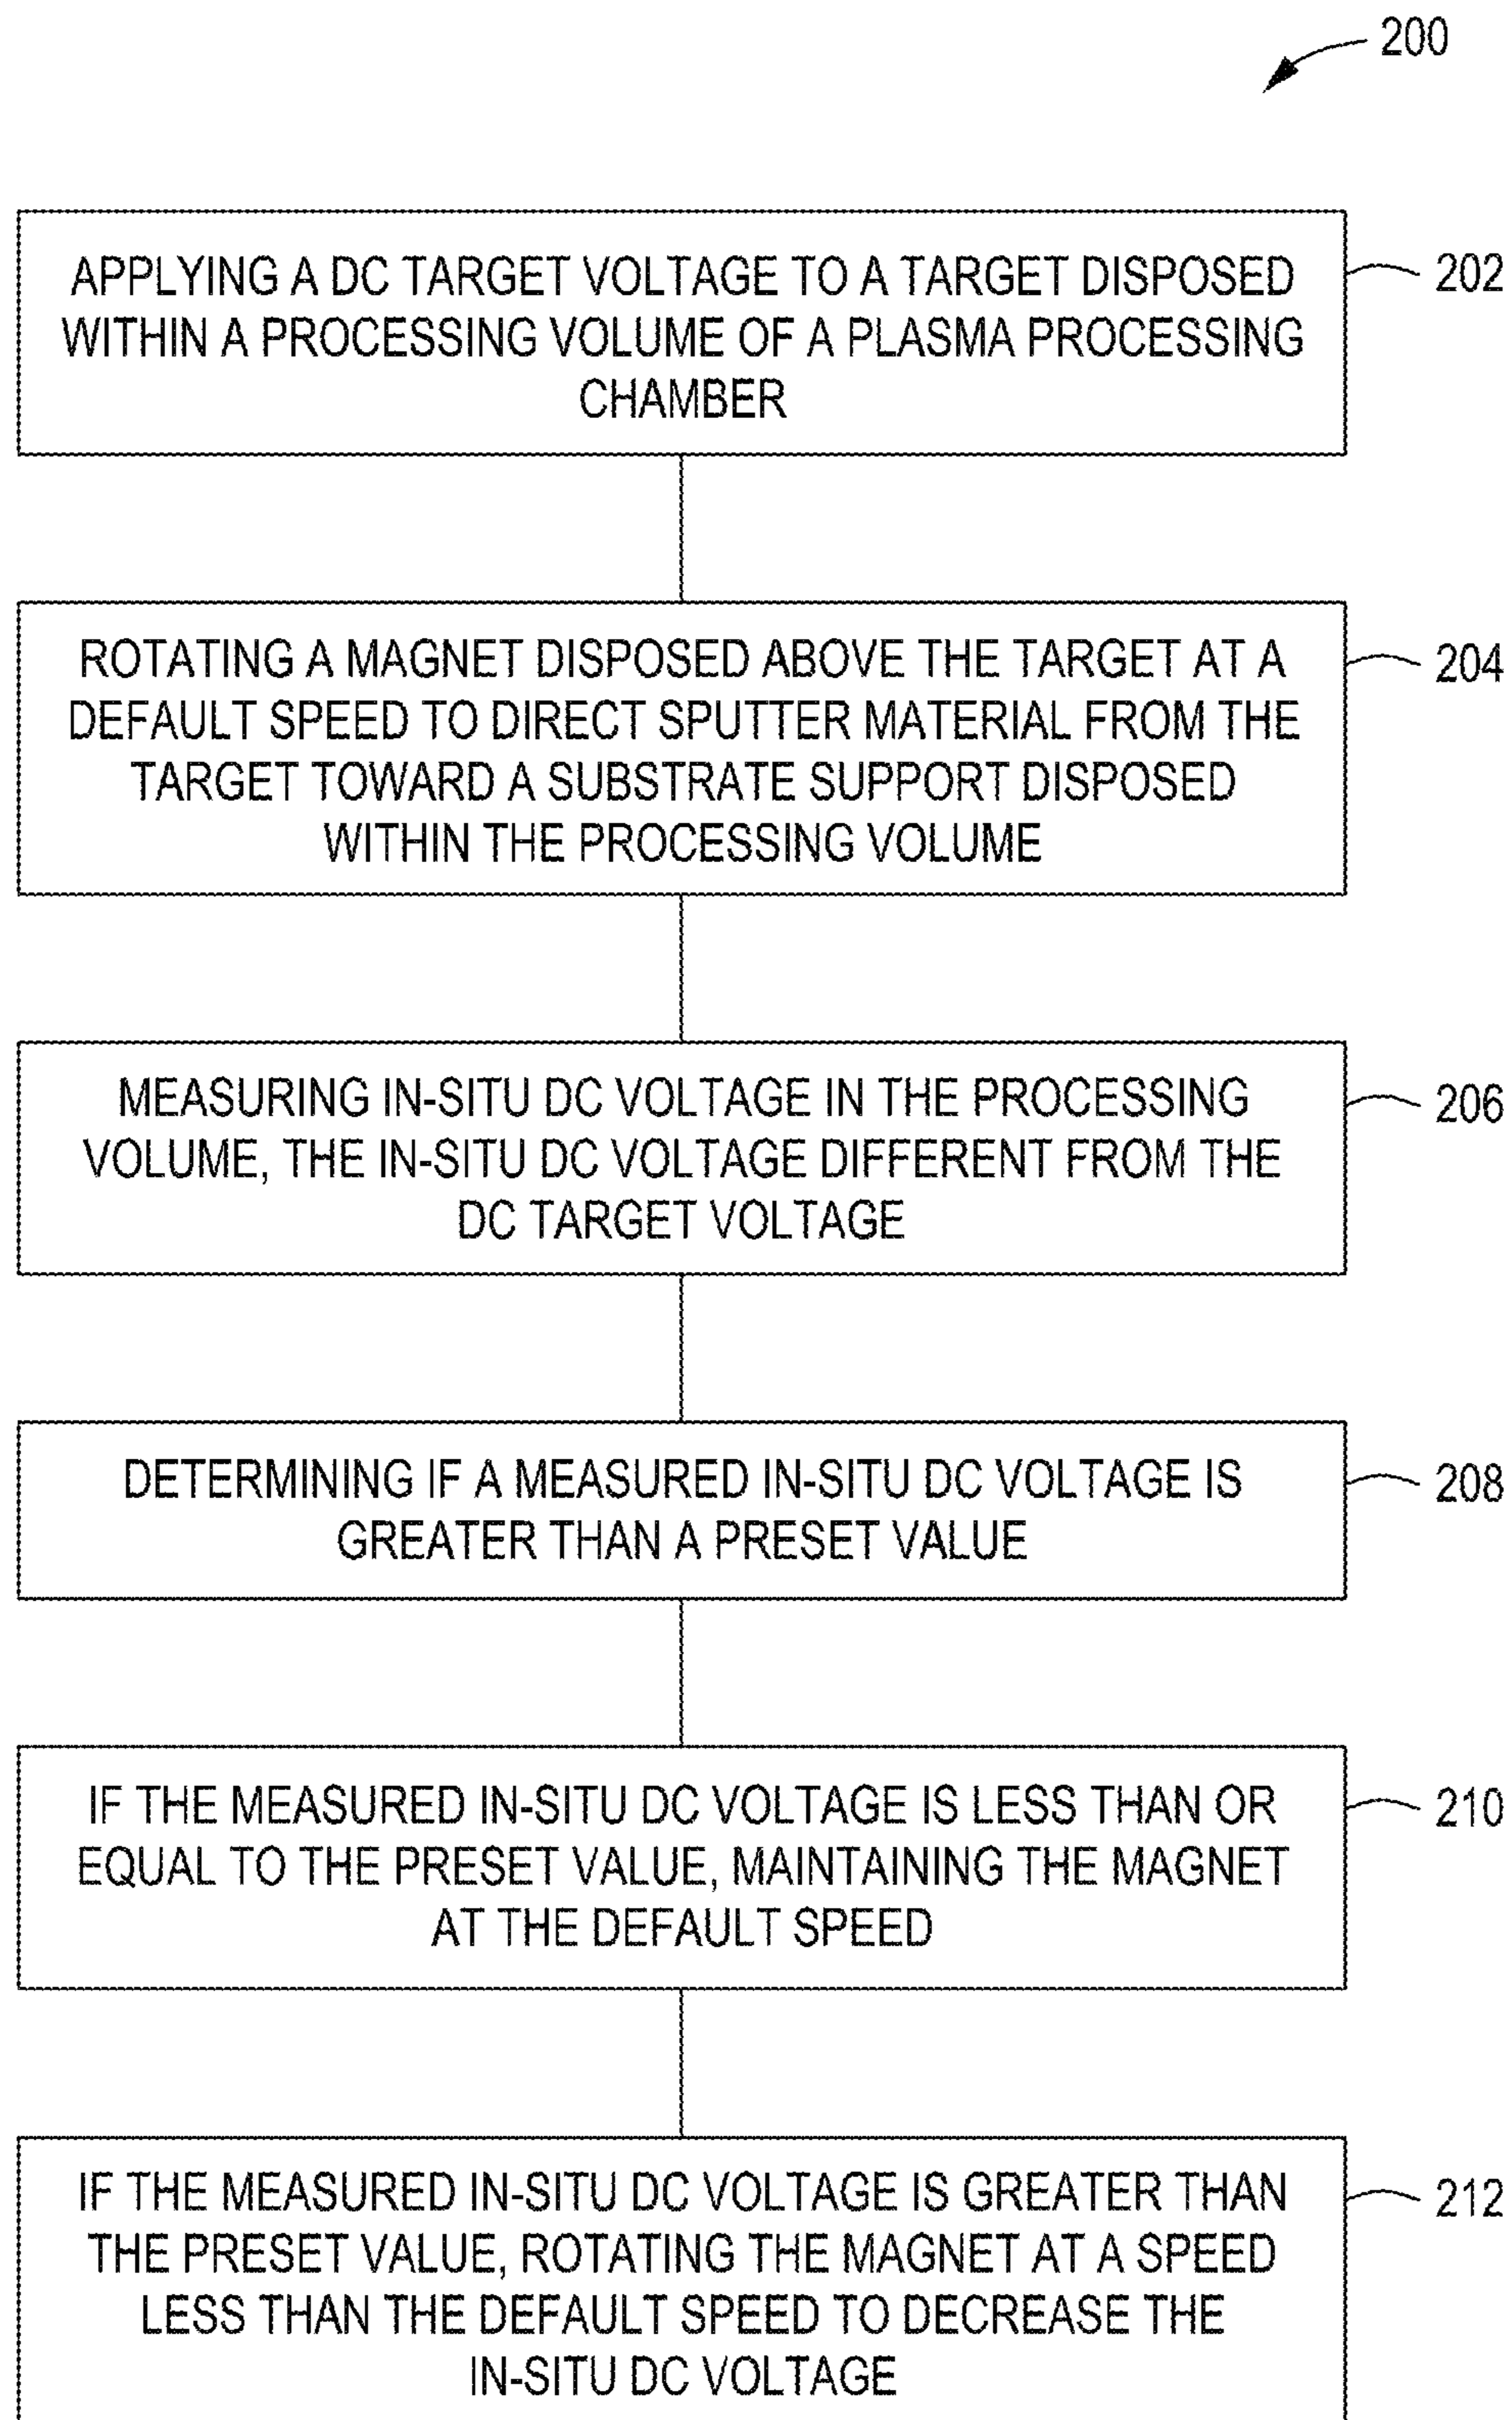 200
APPLYING A DC TARGET VOLTAGE TO A TARGET DISPOSED
WITHIN A PROCESSING VOLUME OF A PLASMA PROCESSING
CHAMBER
202
ROTATING A MAGNET DISPOSED ABOVE THE TARGET AT A
DEFAULT SPEED TO DIRECT SPUTTER MATERIAL FROM THE
TARGET TOWARD A SUBSTRATE SUPPORT DISPOSED
WITHIN THE PROCESSING VOLUME
204
MEASURING IN-SITU DC VOLTAGE IN THE PROCESSING
VOLUME, THE IN-SITU DC VOLTAGE DIFFERENT FROM THE
DC TARGET VOLTAGE
206
DETERMINING IF A MEASURED IN-SITU DC VOLTAGE IS
GREATER THAN A PRESET VALUE
208
IF THE MEASURED IN-SITU DC VOLTAGE IS LESS THAN OR
EQUAL TO THE PRESET VALUE, MAINTAINING THE MAGNET
AT THE DEFAULT SPEED
210
IF THE MEASURED IN-SITU DC VOLTAGE IS GREATER THAN
THE PRESET VALUE, ROTATING THE MAGNET AT A SPEED
LESS THAN THE DEFAULT SPEED TO DECREASE THE
IN-SITU DC VOLTAGE
212